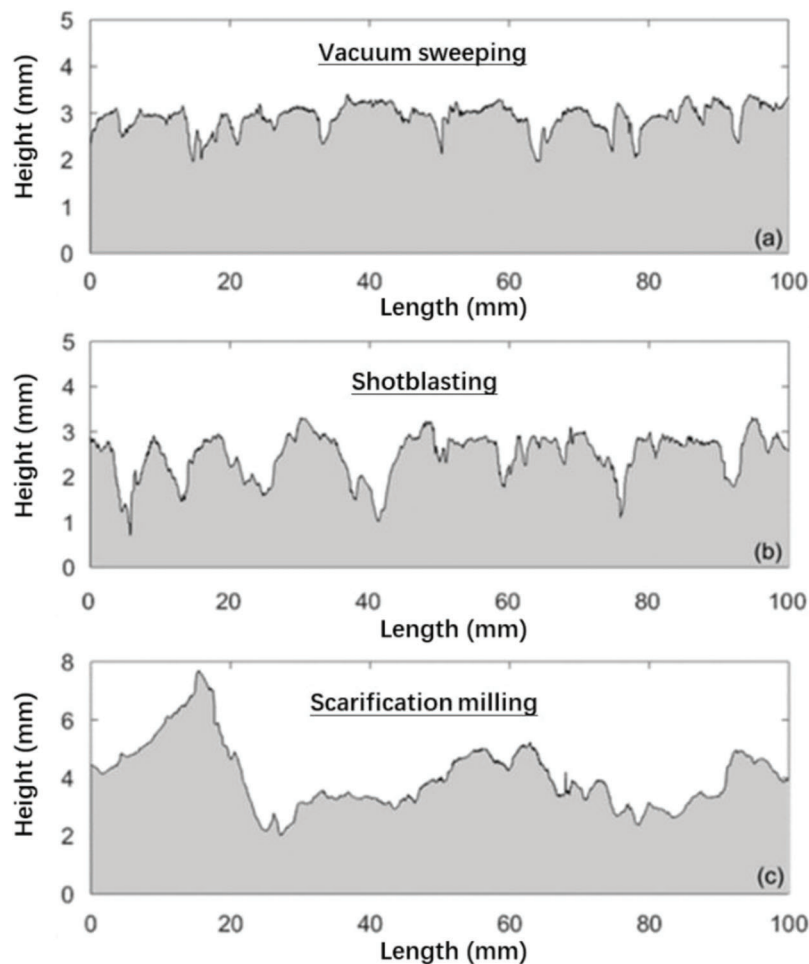 5
Vacuum sweeping
4
3
2
1
0
Height (mm)
(a)
0 20 40 60 80 100
Length (mm)
5
Shotblasting
4
3
2
1
0
Height (mm)
(b)
0 20 40 60 80 100
Length (mm)
8
Scarification milling
6
4
2
0
Height (mm)
(c)
0 20 40 60 80 100
Length (mm)